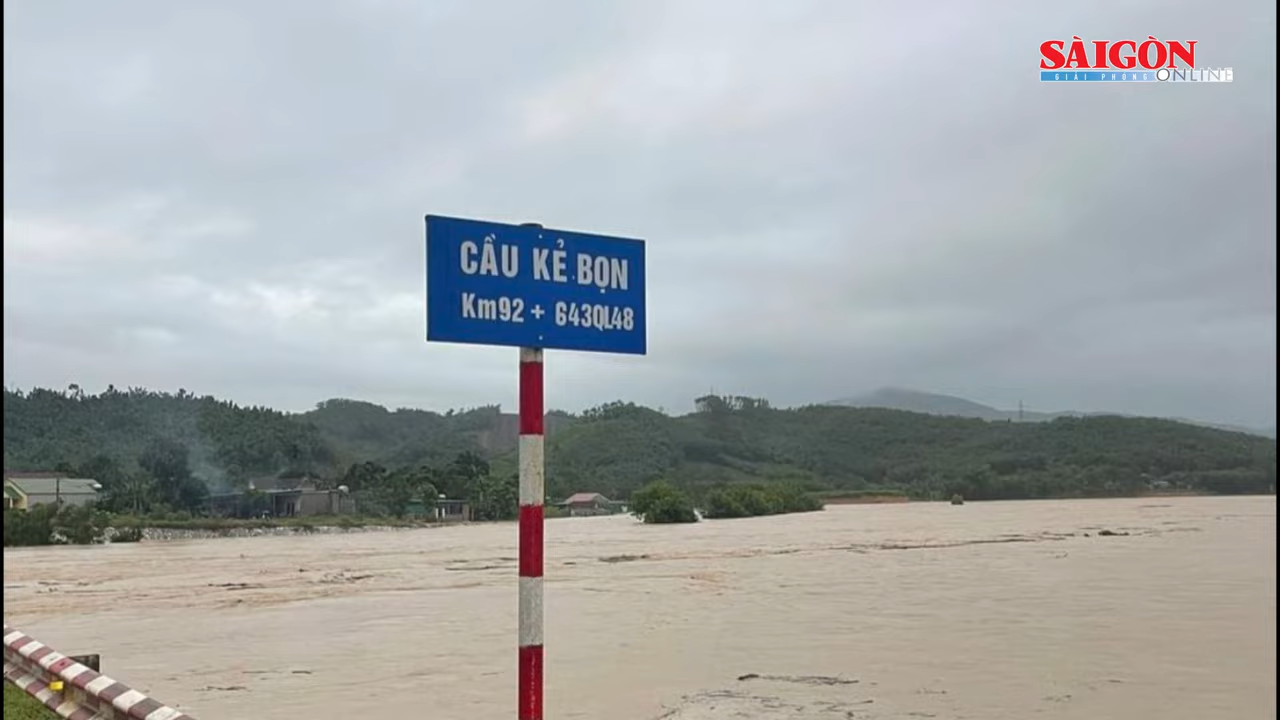 SÀIGÒN
GIẢI PHÓNG ONLINE
CẦU KẺ BỌN
Km92 + 643QL48